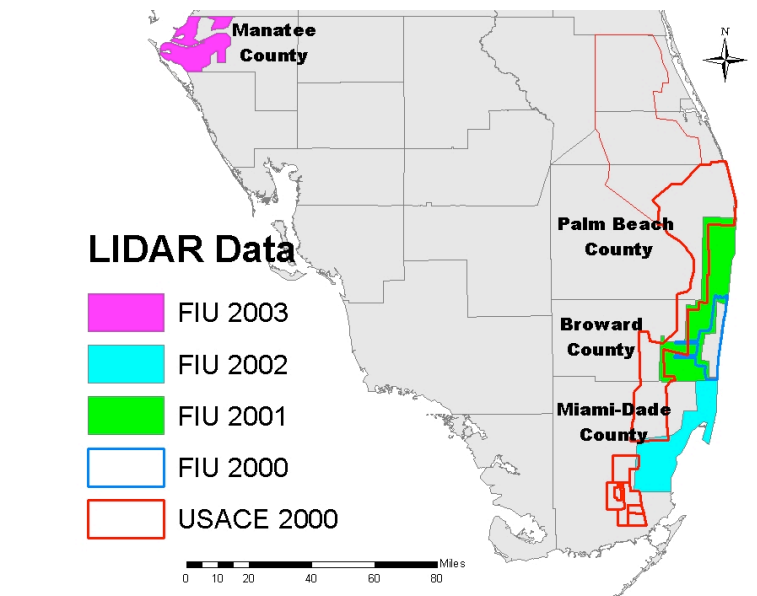 Manatee
County
N
Palm Beach
County
LIDAR Data
FIU 2003
Broward
County
FIU 2002
Miami-Dade
County
FIU 2001
FIU 2000
USACE 2000
Miles
0 10 20 40 60 80